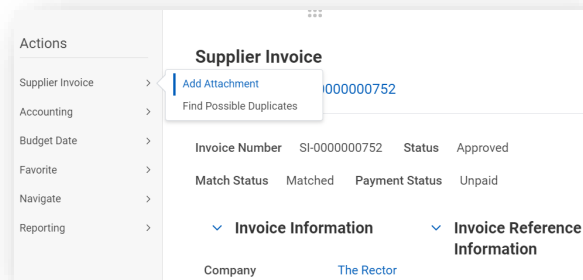 Actions
Supplier Invoice
Accounting
Budget Date
Favorite
Navigate
Reporting
Add Attachment
Find Possible Duplicates
Supplier Invoice
0000000752
Invoice Number SI-0000000752 Status Approved
Match Status Matched Payment Status Unpaid
Invoice Information
Invoice Reference
Information
Company The Rector